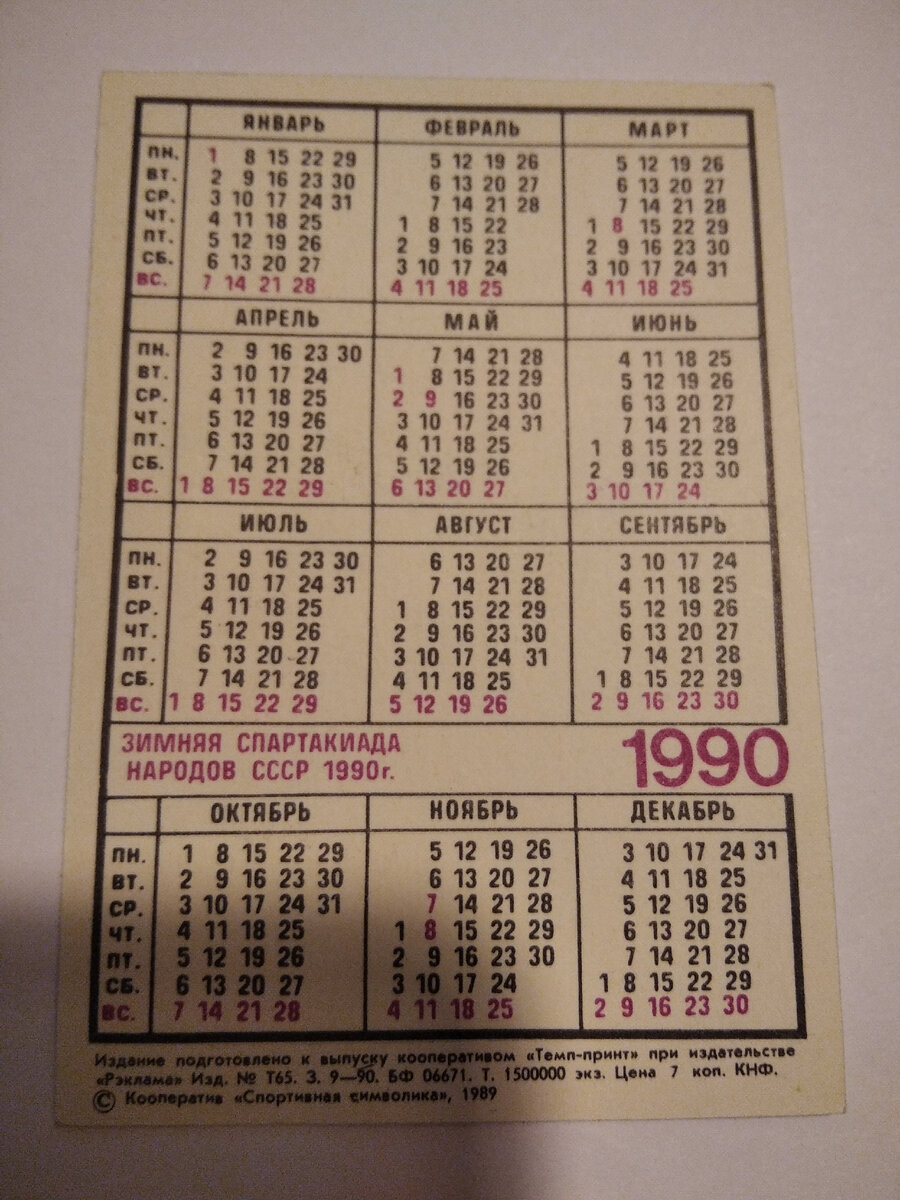 ЯНВАРЬ ФЕВРАЛЬ МАРТ
ПН. 1 8 15 22 29 5 12 19 26 5 12 19 26
ВТ. 2 9 16 23 30 6 13 20 27 6 13 20 27
СР. 3 10 17 24 31 7 14 21 28 7 14 21 28
ЧТ. 4 11 18 25 1 8 15 22 1 8 15 22 29
ПТ. 5 12 19 26 2 9 16 23 2 9 16 23 30
СБ. 6 13 20 27 3 10 17 24 3 10 17 24 31
ВС. 7 14 21 28 4 11 18 25 4 11 18 25
АПРЕЛЬ МАЙ ИЮНЬ
ПН. 2 9 16 23 30 7 14 21 28 4 11 18 25
ВТ. 3 10 17 24 1 8 15 22 29 5 12 19 26
СР. 4 11 18 25 2 9 16 23 30 6 13 20 27
ЧТ. 5 12 19 26 3 10 17 24 31 7 14 21 28
ПТ. 6 13 20 27 4 11 18 25 1 8 15 22 29
СБ. 7 14 21 28 5 12 19 26 2 9 16 23 30
ВС. 1 8 15 22 29 6 13 20 27 3 10 17 24
ИЮЛЬ АВГУСТ СЕНТЯБРЬ
ПН. 2 9 16 23 30 6 13 20 27 3 10 17 24
ВТ. 3 10 17 24 31 7 14 21 28 4 11 18 25
СР. 4 11 18 25 1 8 15 22 29 5 12 19 26
ЧТ. 5 12 19 26 2 9 16 23 30 6 13 20 27
ПТ. 6 13 20 27 3 10 17 24 31 7 14 21 28
СБ. 7 14 21 28 4 11 18 25 1 8 15 22 29
ВС. 1 8 15 22 29 5 12 19 26 2 9 16 23 30
ЗИМНЯЯ СПАРТАКИАДА
НАРОДОВ СССР 1990г.
1990
ОКТЯБРЬ НОЯБРЬ ДЕКАБРЬ
ПН. 1 8 15 22 29 5 12 19 26 3 10 17 24 31
ВТ. 2 9 16 23 30 6 13 20 27 4 11 18 25
СР. 3 10 17 24 31 7 14 21 28 5 12 19 26
ЧТ. 4 11 18 25 1 8 15 22 29 6 13 20 27
ПТ. 5 12 19 26 2 9 16 23 30 7 14 21 28
СБ. 6 13 20 27 3 10 17 24 1 8 15 22 29
ВС. 7 14 21 28 4 11 18 25 2 9 16 23 30
Издание подготовлено к выпуску кооперативом «Темп-принт» при издательстве
«Рэклама» Изд. № Т65. З. 9—90. БФ 06671. Т. 1500000 экз. Цена 7 коп. КНФ.
© Кооператив «Спортивная символика», 1989